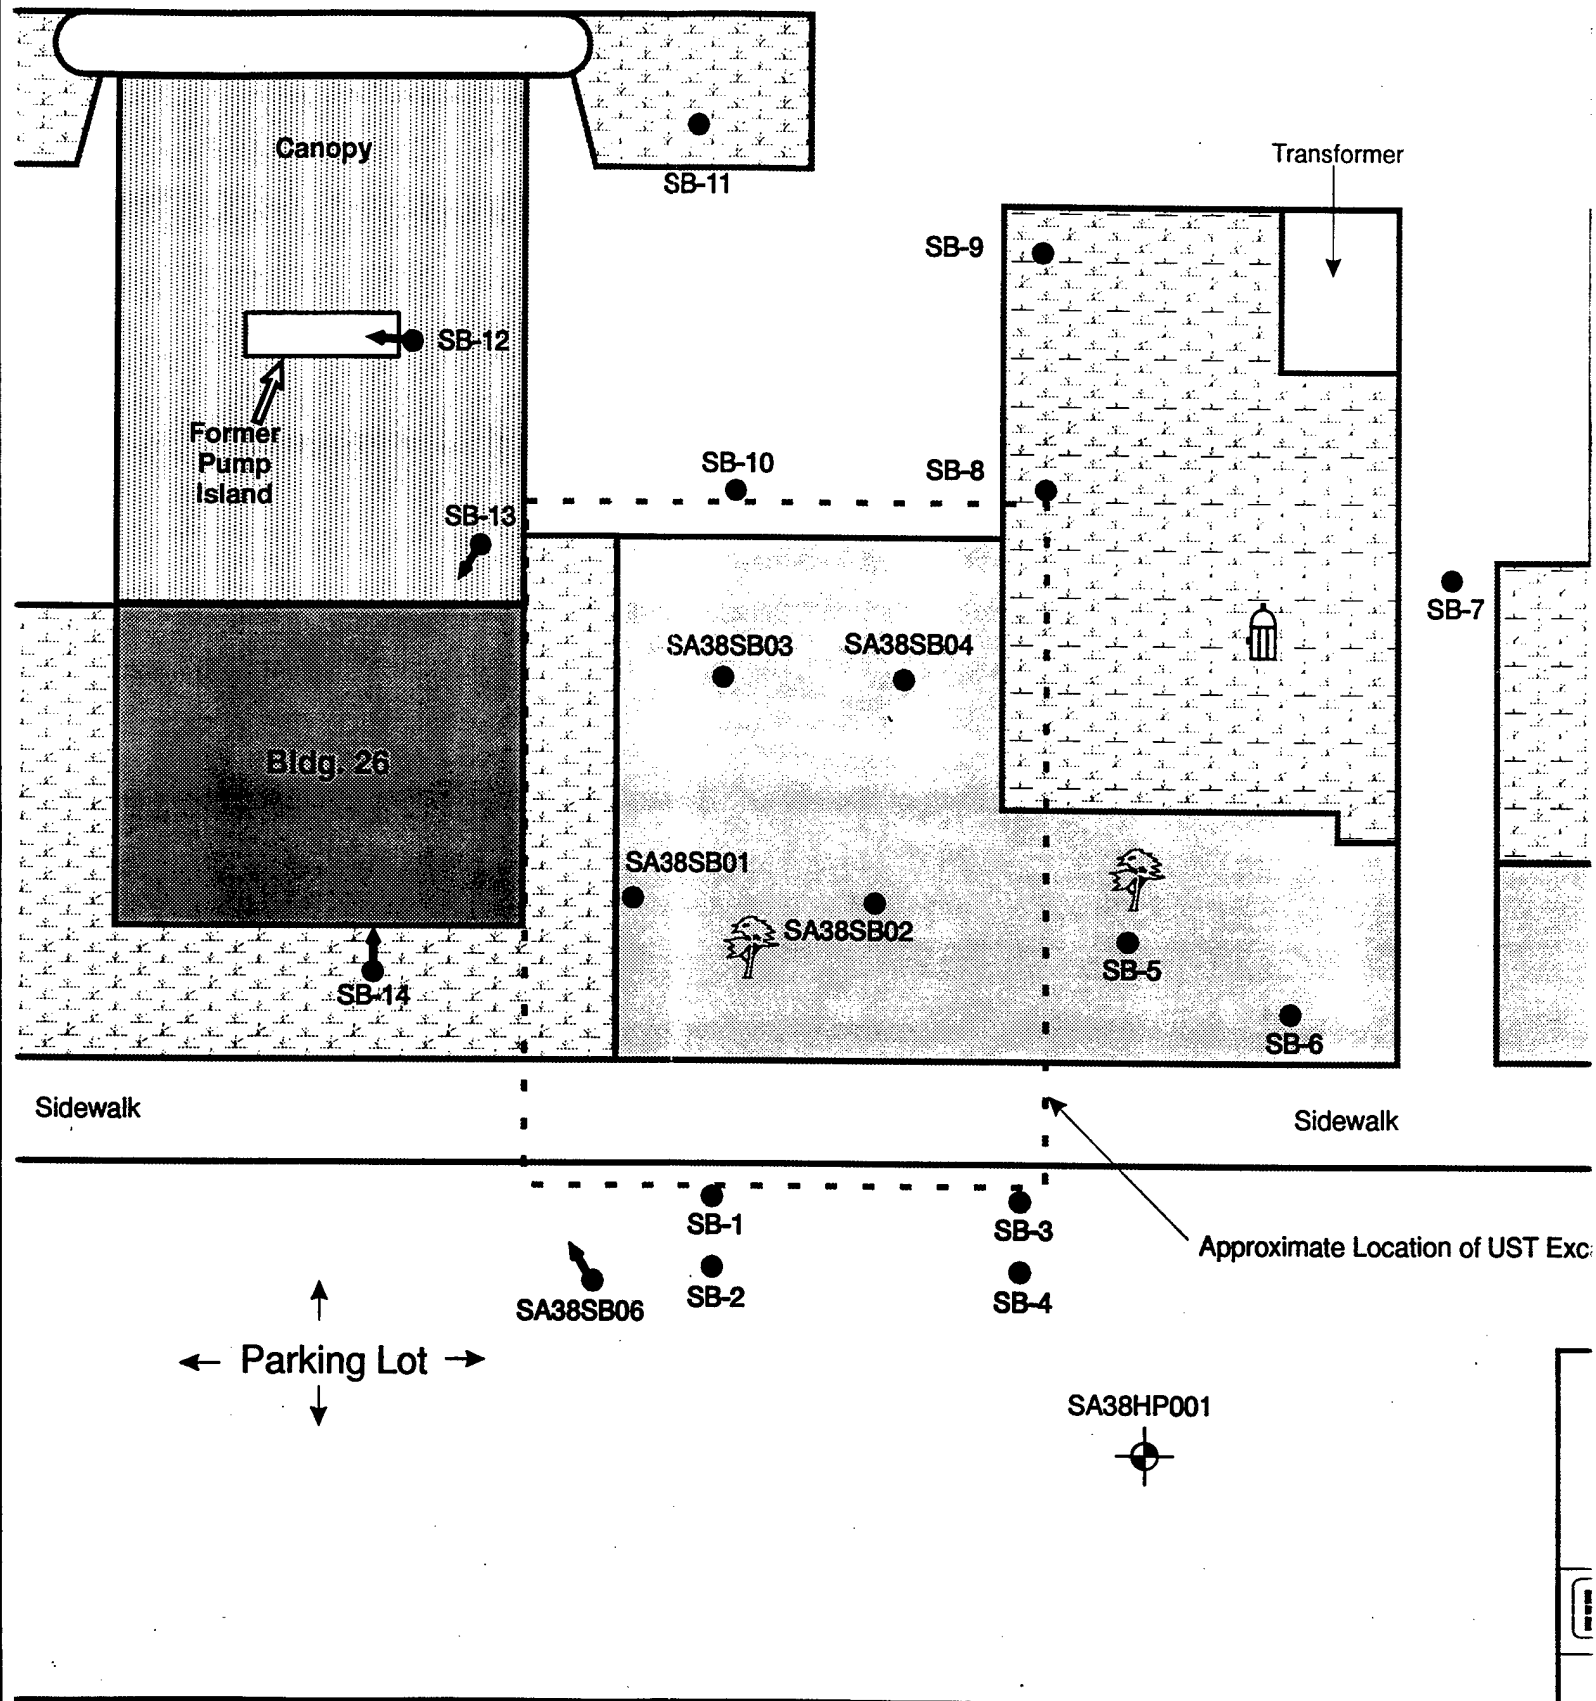 Canopy
SB-11
Transformer
SB-9
SB-12
Former
Pump
Island
SB-10
SB-8
SB-13
SB-7
SA38SB03
SA38SB04
Bldg. 26
SA38SB01
SA38SB02
SB-5
SB-14
SB-6
Sidewalk
Sidewalk
SB-1
SB-3
Approximate Location of UST Exc
SB-2
SB-4
SA38SB06
Parking Lot
SA38HP001